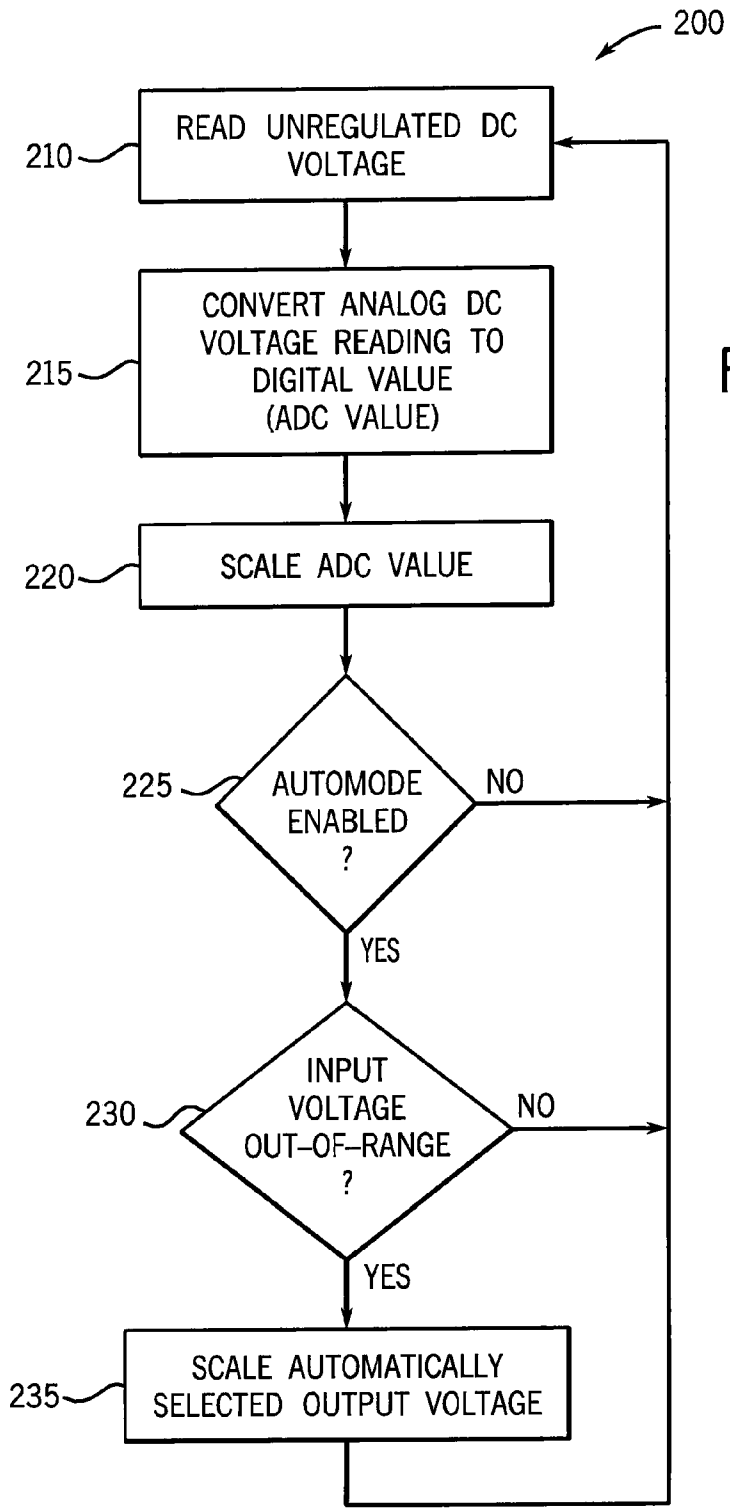 200
210
READ UNREGULATED DC
VOLTAGE
215
CONVERT ANALOG DC
VOLTAGE READING TO
DIGITAL VALUE
(ADC VALUE)
220
SCALE ADC VALUE
225
AUTOMODE
ENABLED
?
NO
YES
230
INPUT
VOLTAGE
OUT–OF–RANGE
?
NO
YES
235
SCALE AUTOMATICALLY
SELECTED OUTPUT VOLTAGE